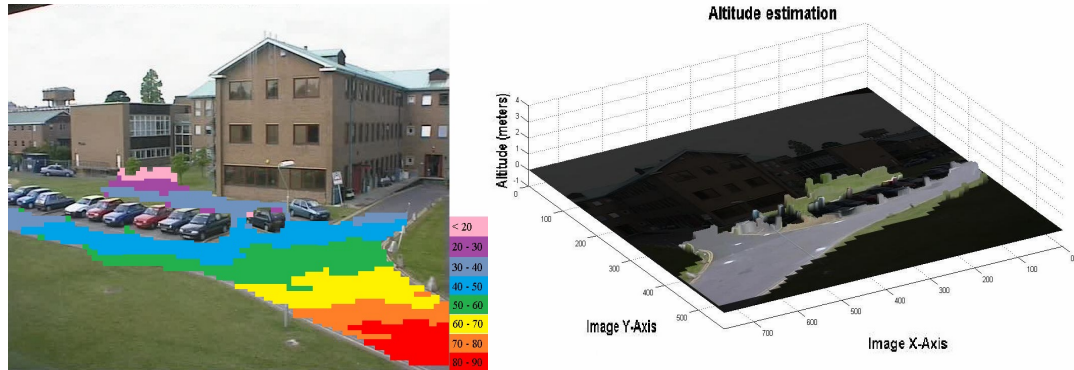 < 20
20 - 30
30 - 40
40 - 50
50 - 60
60 - 70
70 - 80
80 - 90
Altitude estimation
Altitude (meters)
4
3
2
1
0
-1
0
100
200
300
400
500
Image Y-Axis
700
600
500
400
300
200
100
0
Image X-Axis